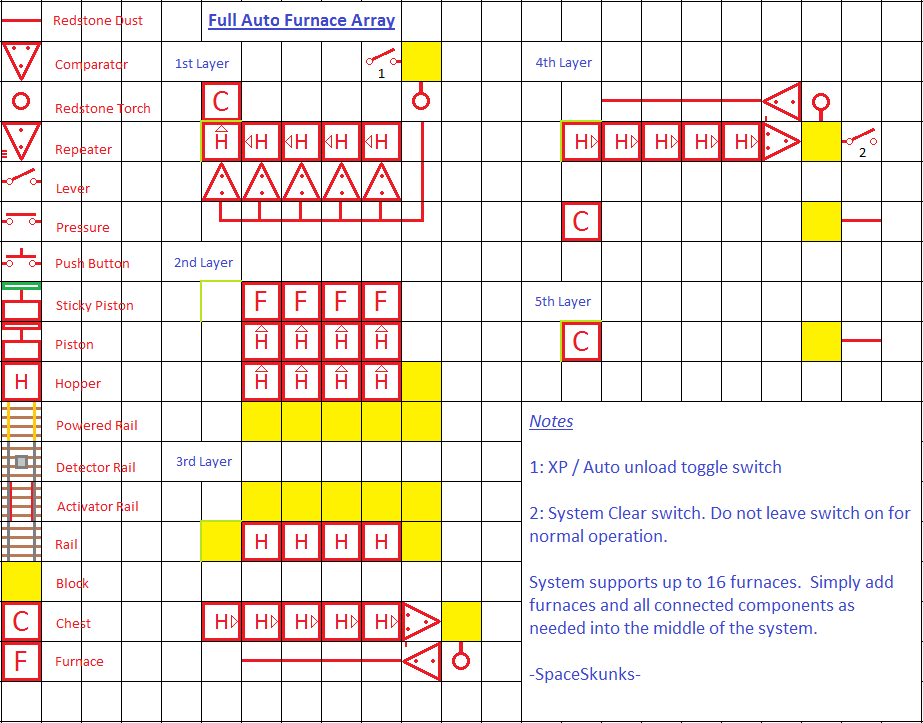 Redstone Dust
Full Auto Furnace Array
Comparator
1st Layer
1
4th Layer
Redstone Torch
C
Repeater
H H H H H
H H H H H
2
Lever
Pressure
C
Push Button
2nd Layer
Sticky Piston
F F F F
5th Layer
Piston
H H H H
C
H
Hopper
H H H H
Powered Rail
Detector Rail
3rd Layer
Activator Rail
Rail
H H H H
Block
C
Chest
H H H H H
F
Furnace
Notes
1: XP / Auto unload toggle switch
2: System Clear switch. Do not leave switch on for
normal operation.
System supports up to 16 furnaces. Simply add
furnaces and all connected components as
needed into the middle of the system.
-SpaceSkunks-